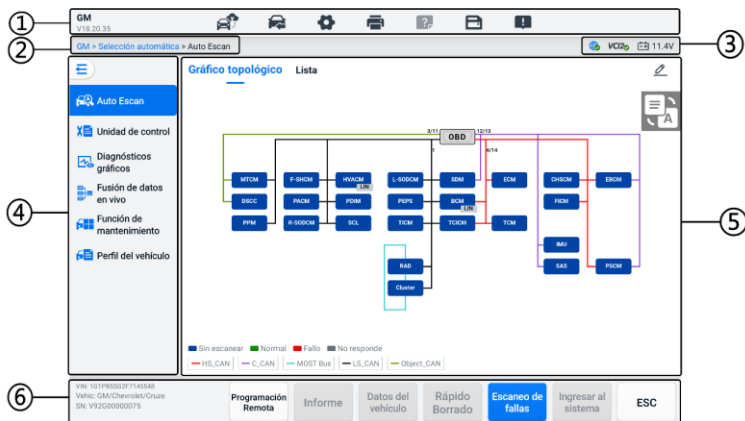 ①
GM
V18.20.35
②
GM > Selección automática > Auto Escan
③
VCI
11.4V
④
Auto Escan
Unidad de control
Diagnósticos
gráficos
Fusión de datos
en vivo
Función de
mantenimiento
Perfil del vehículo
⑤
Gráfico topológico Lista
A
3/11 OBD 12/13
1 6/14
MTCM F-SHCM HVACM L-SODCM SDM ECM CHSCM EBCM
LIN
DSCC PACM PDIM PEPS BCM FICM
LIN
PPM R-SODCM SCL TICM TCICM TCM
IMU
RAD SAS PSCM
Cluster
Sin escanear Normal Fallo No responde
HS_CAN C_CAN MOST Bus LS_CAN Object_CAN
⑥
VIN: 1G1PB5SG3F7145548
Vehic: GM/Chevrolet/Cruze
SN: V92G00000075
Programación
Remota
Informe
Datos del
vehículo
Rápido
Borrado
Escaneo de
fallas
Ingresar al
sistema
ESC